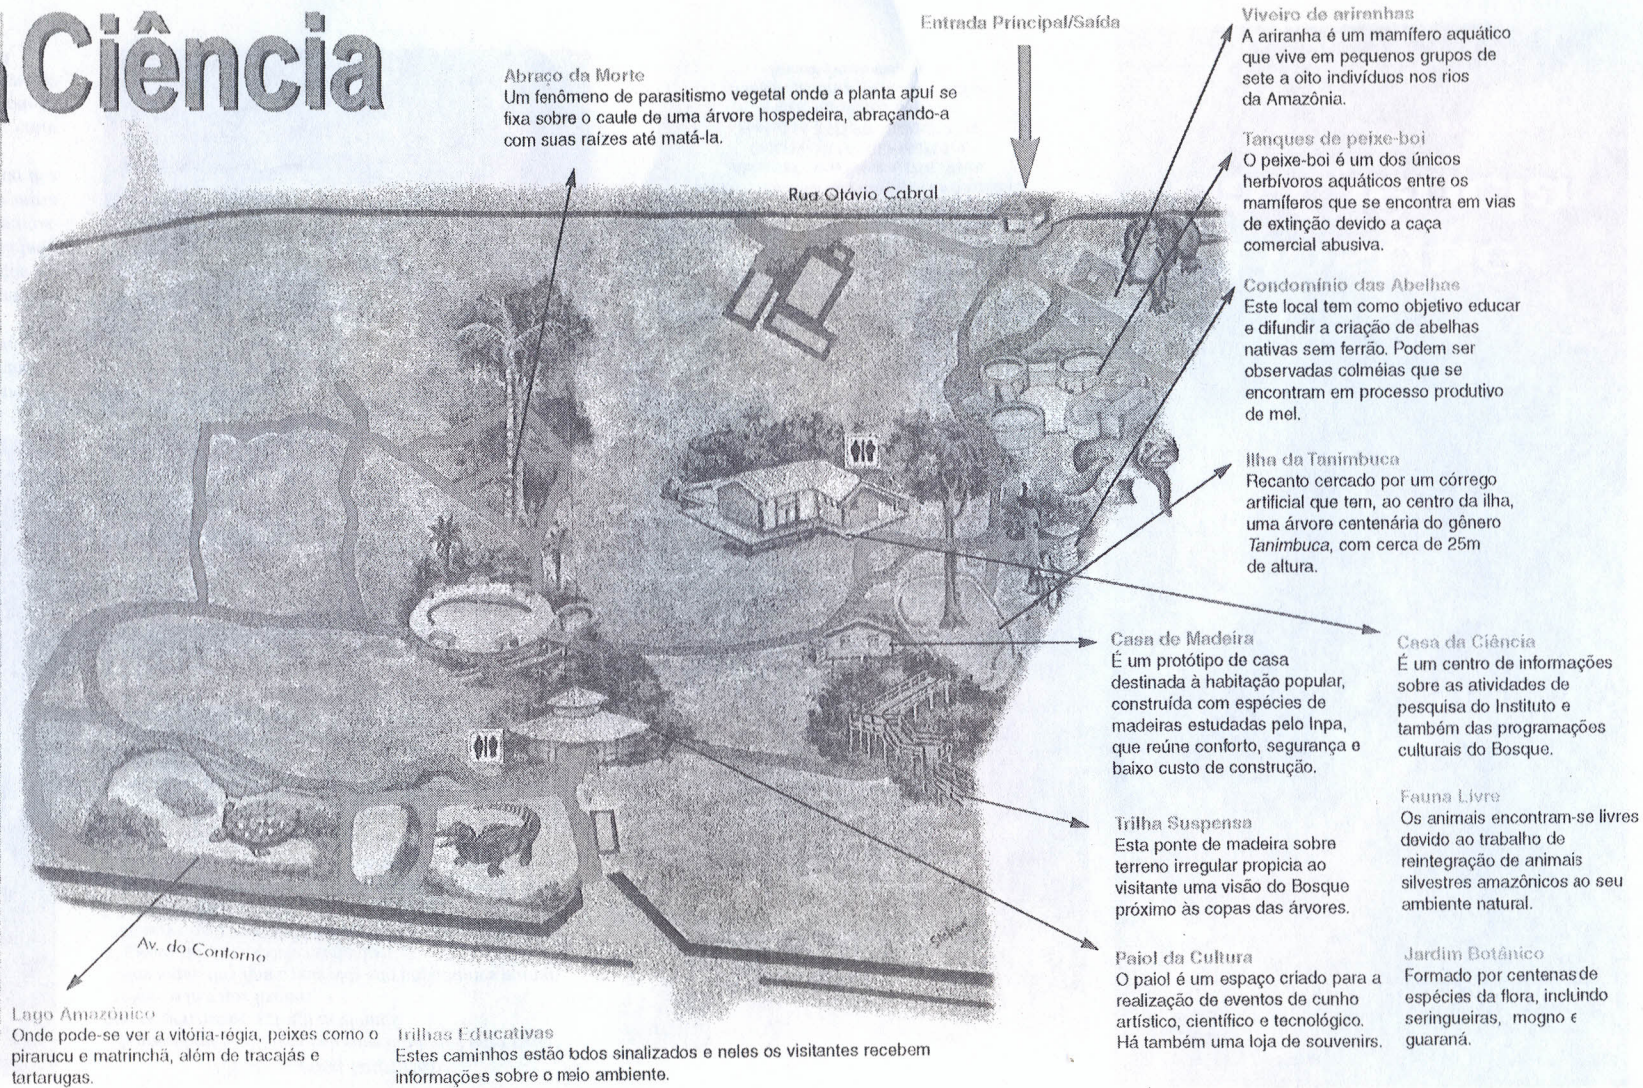 Ciência
Entrada Principal/Saída
Abraço da Morte
Um fenômeno de parasitismo vegetal onde a planta apuí se
fixa sobre o caule de uma árvore hospedeira, abraçando-a
com suas raízes até matá-la.
Rua Otávio Cabral
Viveiro de ariranhas
A ariranha é um mamífero aquático
que vive em pequenos grupos de
sete a oito indivíduos nos rios
da Amazônia.
Tanques de peixe-boi
O peixe-boi é um dos únicos
herbívoros aquáticos entre os
mamíferos que se encontra em vias
de extinção devido a caça
comercial abusiva.
Condomínio das Abelhas
Este local tem como objetivo educar
e difundir a criação de abelhas
nativas sem ferrão. Podem ser
observadas colméias que se
encontram em processo produtivo
de mel.
Ilha da Tanimbuca
Recanto cercado por um córrego
artificial que tem, ao centro da ilha,
uma árvore centenária do gênero
Tanimbuca, com cerca de 25m
de altura.
Casa de Madeira
É um protótipo de casa
destinada à habitação popular,
construída com espécies de
madeiras estudadas pelo Inpa,
que reúne conforto, segurança e
baixo custo de construção.
Casa da Ciência
É um centro de informações
sobre as atividades de
pesquisa do Instituto e
também das programações
culturais do Bosque.
Trilha Suspensa
Esta ponte de madeira sobre
terreno irregular propicia ao
visitante uma visão do Bosque
próximo às copas das árvores.
Fauna Livre
Os animais encontram-se livres
devido ao trabalho de
reintegração de animais
silvestres amazônicos ao seu
ambiente natural.
Paiol da Cultura
O paiol é um espaço criado para a
realização de eventos de cunho
artístico, científico e tecnológico.
Há também uma loja de souvenirs.
Jardim Botânico
Formado por centenas de
espécies da flora, incluindo
seringueiras, mogno e
guaraná.
Av. do Contorno
Lago Amazônico
Onde pode-se ver a vitória-régia, peixes como o
pirarucu e matrinchã, além de tracajás e
tartarugas.
Trilhas Educativas
Estes caminhos estão todos sinalizados e neles os visitantes recebem
informações sobre o meio ambiente.